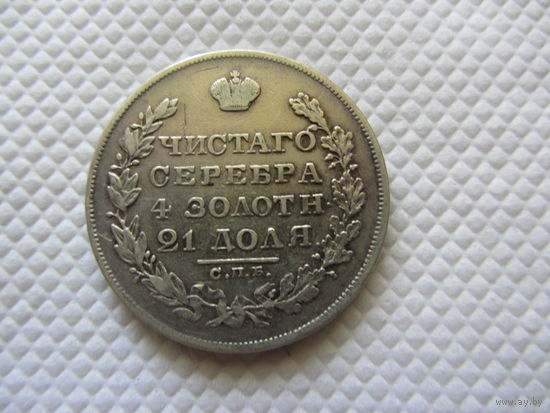 ЧИСТАГО
СЕРЕБРА
4 ЗОЛОТН
21 ДОЛЯ.
С.П.Б.
www.ay.by